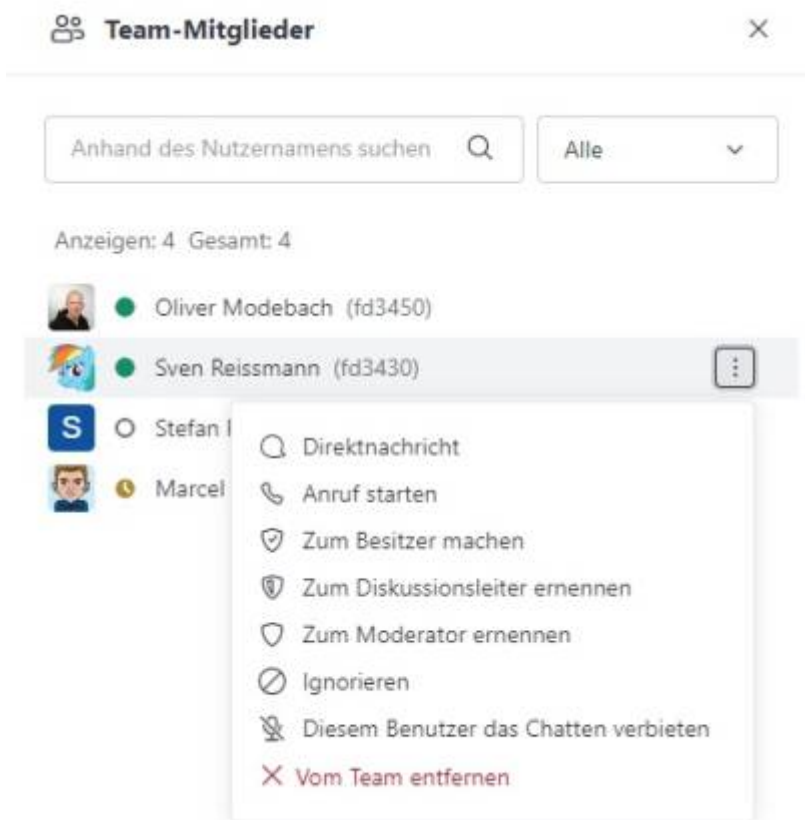 Team-Mitglieder
Anhand des Nutzernamens suchen
Alle
Anzeigen: 4 Gesamt: 4
Oliver Modebach (fd3450)
Sven Reissmann (fd3430)
S
Stefan
Marcel
Direktnachricht
Anruf starten
Zum Besitzer machen
Zum Diskussionsleiter ernennen
Zum Moderator ernennen
Ignorieren
Diesem Benutzer das Chatten verbieten
Vom Team entfernen